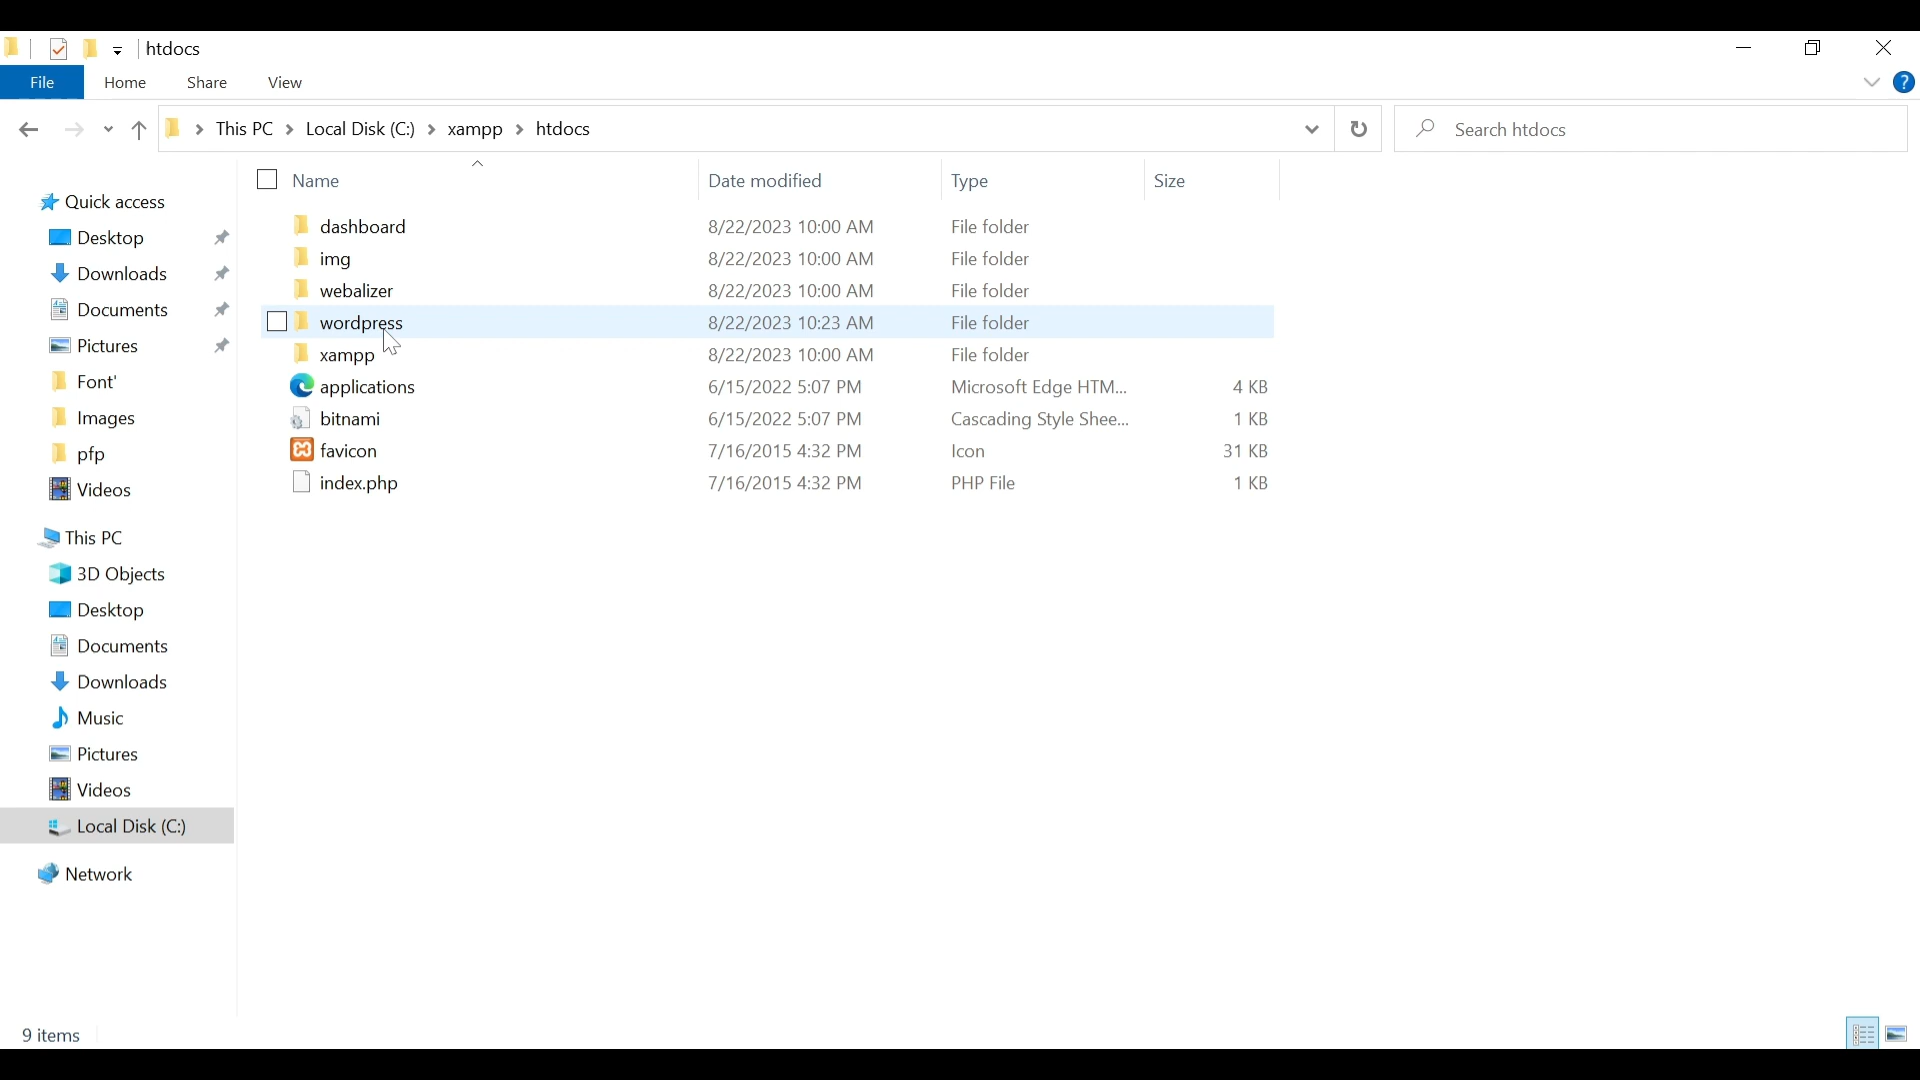 htdocs
File Home Share View ?
This PC Local Disk (C:) xampp htdocs Search htdocs
Name Date modified Type Size
Quick access
Desktop
Downloads
Documents
Pictures
Font'
Images
pfp
Videos
This PC
3D Objects
Desktop
Documents
Downloads
Music
Pictures
Videos
Local Disk (C:)
Network
dashboard 8/22/2023 10:00 AM File folder
img 8/22/2023 10:00 AM File folder
webalizer 8/22/2023 10:00 AM File folder
wordpress 8/22/2023 10:23 AM File folder
xampp 8/22/2023 10:00 AM File folder
applications 6/15/2022 5:07 PM Microsoft Edge HTM... 4 KB
bitnami 6/15/2022 5:07 PM Cascading Style Shee... 1 KB
favicon 7/16/2015 4:32 PM Icon 31 KB
index.php 7/16/2015 4:32 PM PHP File 1 KB
9 items